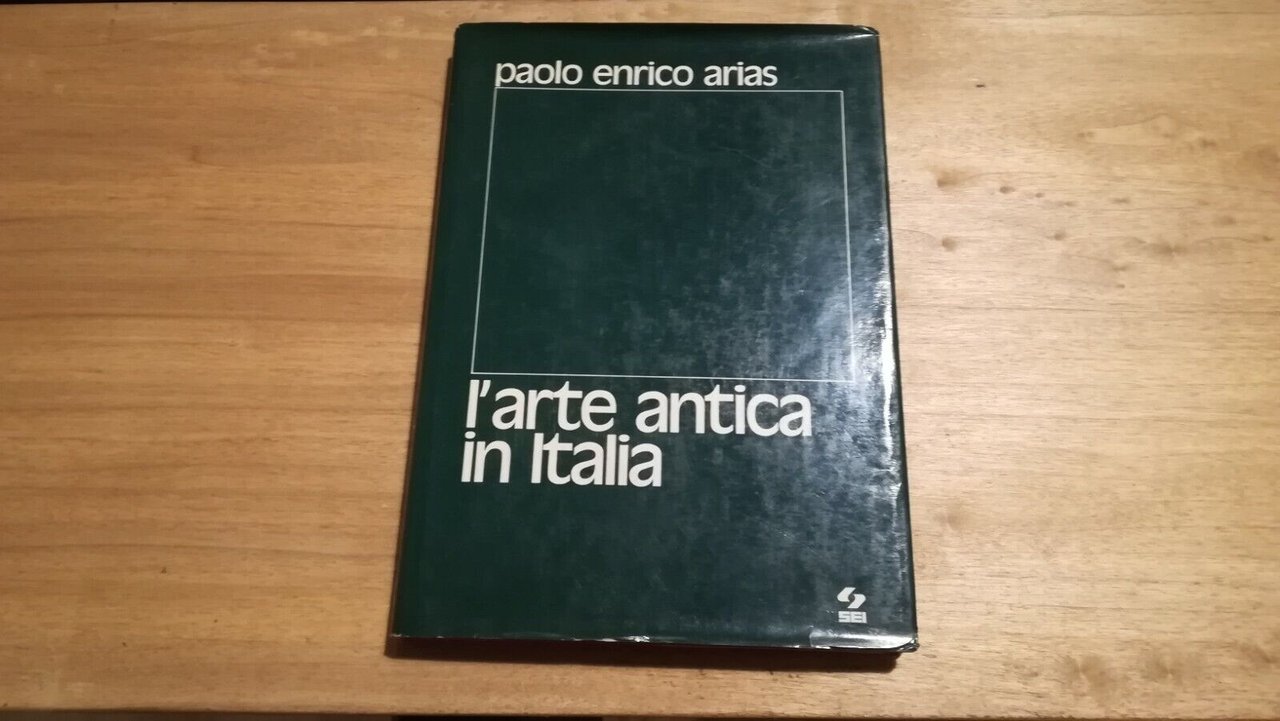 paolo enrico arias
l'arte antica
in Italia
SEI